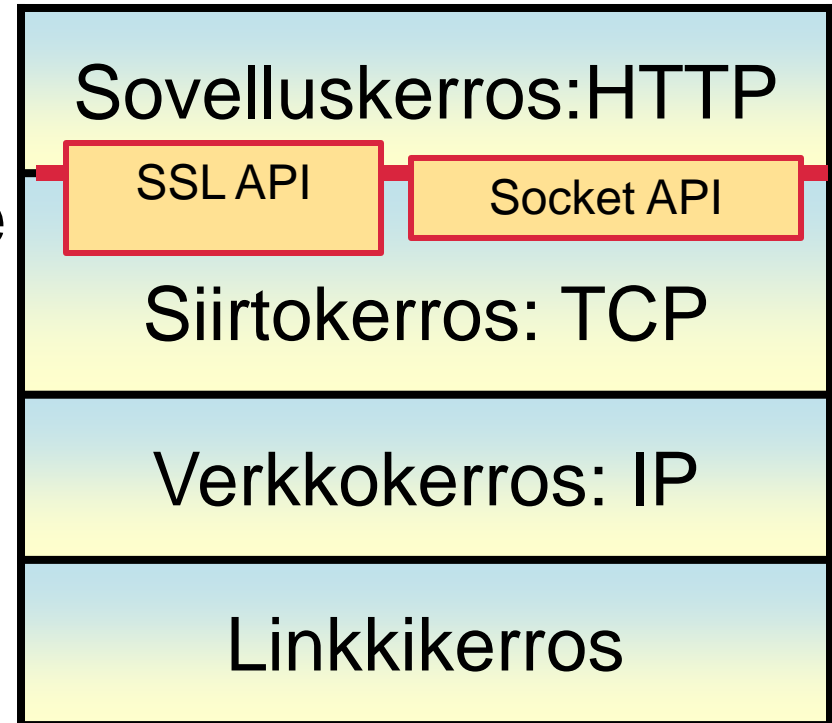 Sovelluskerros:HTTP
SSL API
Socket API
e
Siirtokerros: TCP
Verkkokerros: IP
Linkkikerros